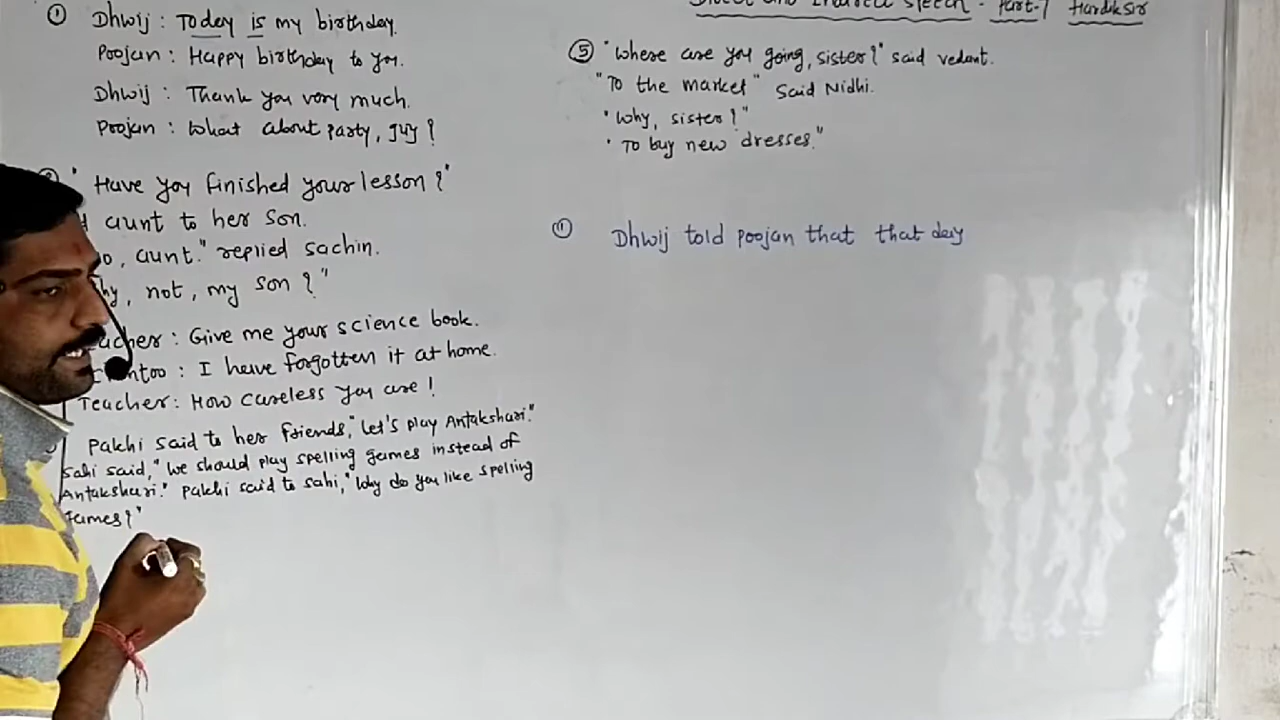 ① Dhwij : Today is my birthday.
Poojan : Happy birthday to you.
Dhwij : Thank you very much.
Poojan : What about party, guy ?
" Have you finished your lesson ?"
aunt to her son.
, aunt." replied sachin.
not, my son ?"
: Give me your science book.
: I have forgotten it at home.
Teacher : How careless you are !
Pakhi said to her friends, "let's play Antakshari."
Sahi said, "we should play spelling games instead of
Antakshari." Pakhi said to sahi, "Why do you like spelling
games ?"
Direct and Indirect Speech - Part-1 Hardik Sir
⑤ "Where are you going, sister ?" said vedant.
"To the market" said Nidhi.
"Why, sister ?"
"To buy new dresses."
① Dhwij told poojan that that day